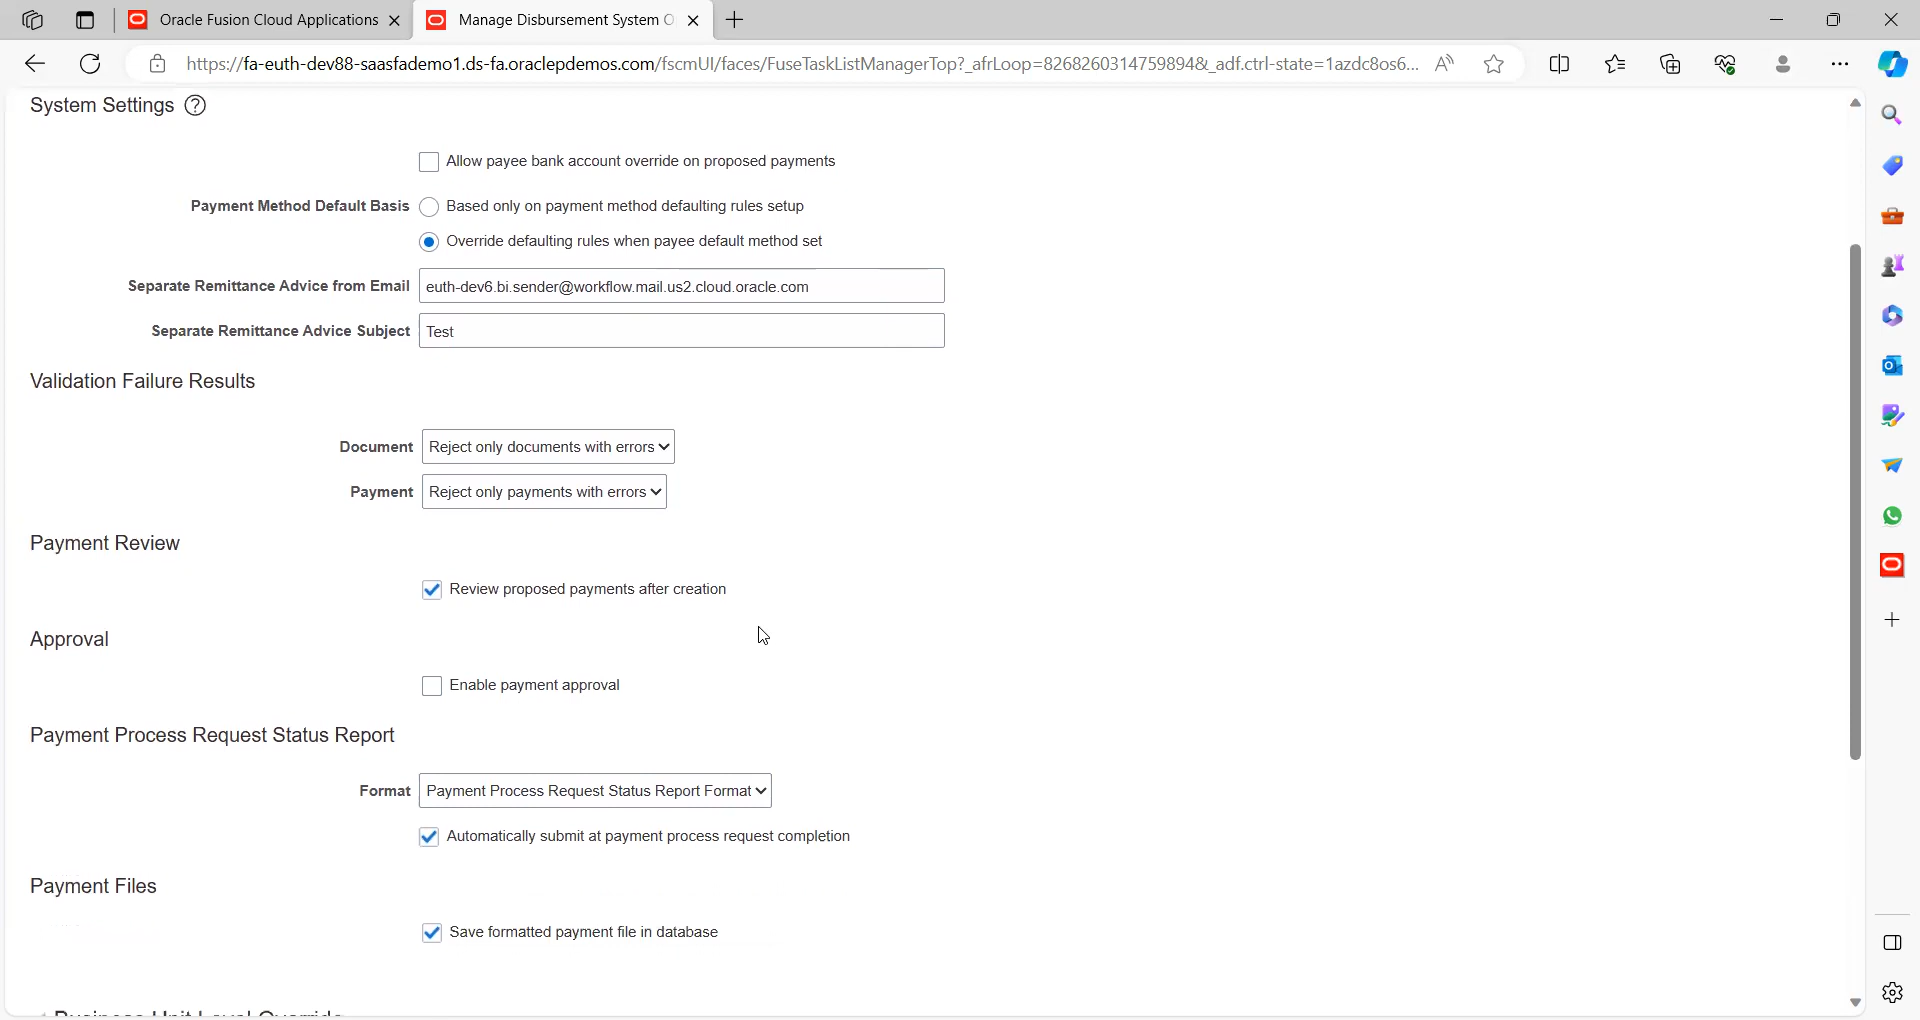 Oracle Fusion Cloud Applications
Manage Disbursement System O
https://fa-euth-dev88-saasfademo1.ds-fa.oraclepdemos.com/fscmUI/faces/FuseTaskListManagerTop?_afrLoop=82682603147598948&_adf.ctrl-state=1azdc8os6...
System Settings
Allow payee bank account override on proposed payments
Payment Method Default Basis Based only on payment method defaulting rules setup
Override defaulting rules when payee default method set
Separate Remittance Advice from Email euth-dev6.bi.sender@workflow.mail.us2.cloud.oracle.com
Separate Remittance Advice Subject Test
Validation Failure Results
Document Reject only documents with errors
Payment Reject only payments with errors
Payment Review
Review proposed payments after creation
Approval
Enable payment approval
Payment Process Request Status Report
Format Payment Process Request Status Report Format
Automatically submit at payment process request completion
Payment Files
Save formatted payment file in database
Business Unit Level Override